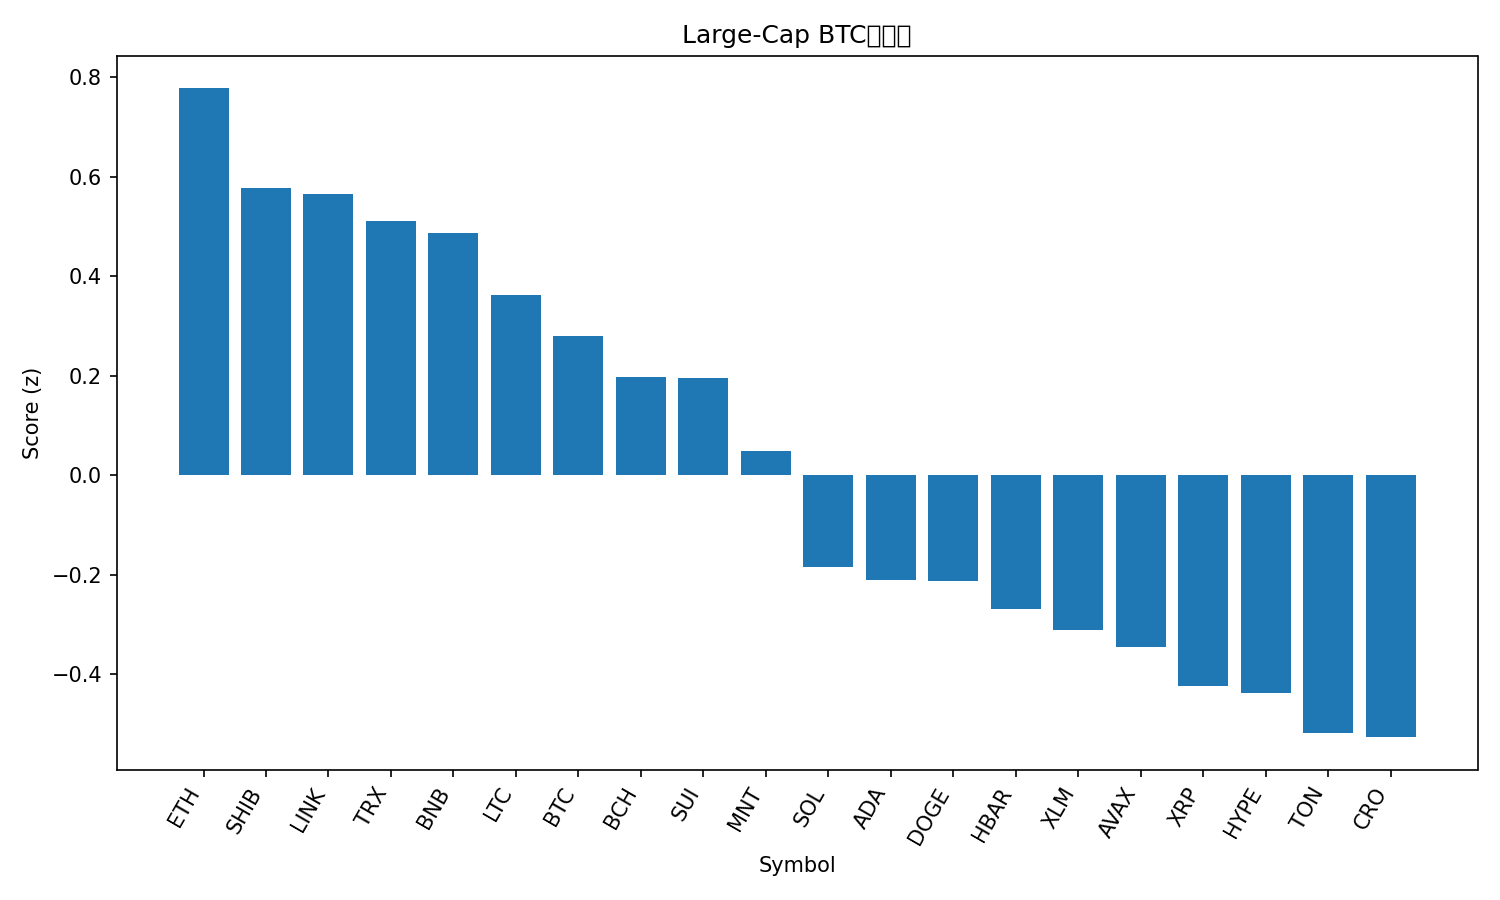 Large-Cap BTC
0.8
0.6
0.4
0.2
0.0
−0.2
−0.4
Score (z)
ETH
SHIB
LINK
TRX
BNB
LTC
BTC
BCH
SUI
MNT
SOL
ADA
DOGE
HBAR
XLM
AVAX
XRP
HYPE
TON
CRO
Symbol